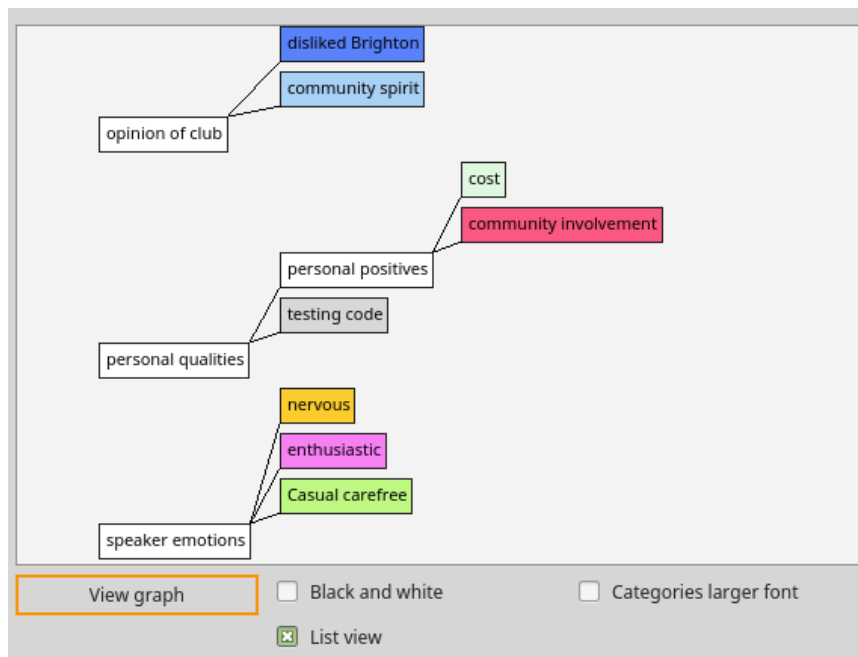 disliked Brighton
community spirit
opinion of club
cost
community involvement
personal positives
testing code
personal qualities
nervous
enthusiastic
Casual carefree
speaker emotions
View graph
Black and white
Categories larger font
List view